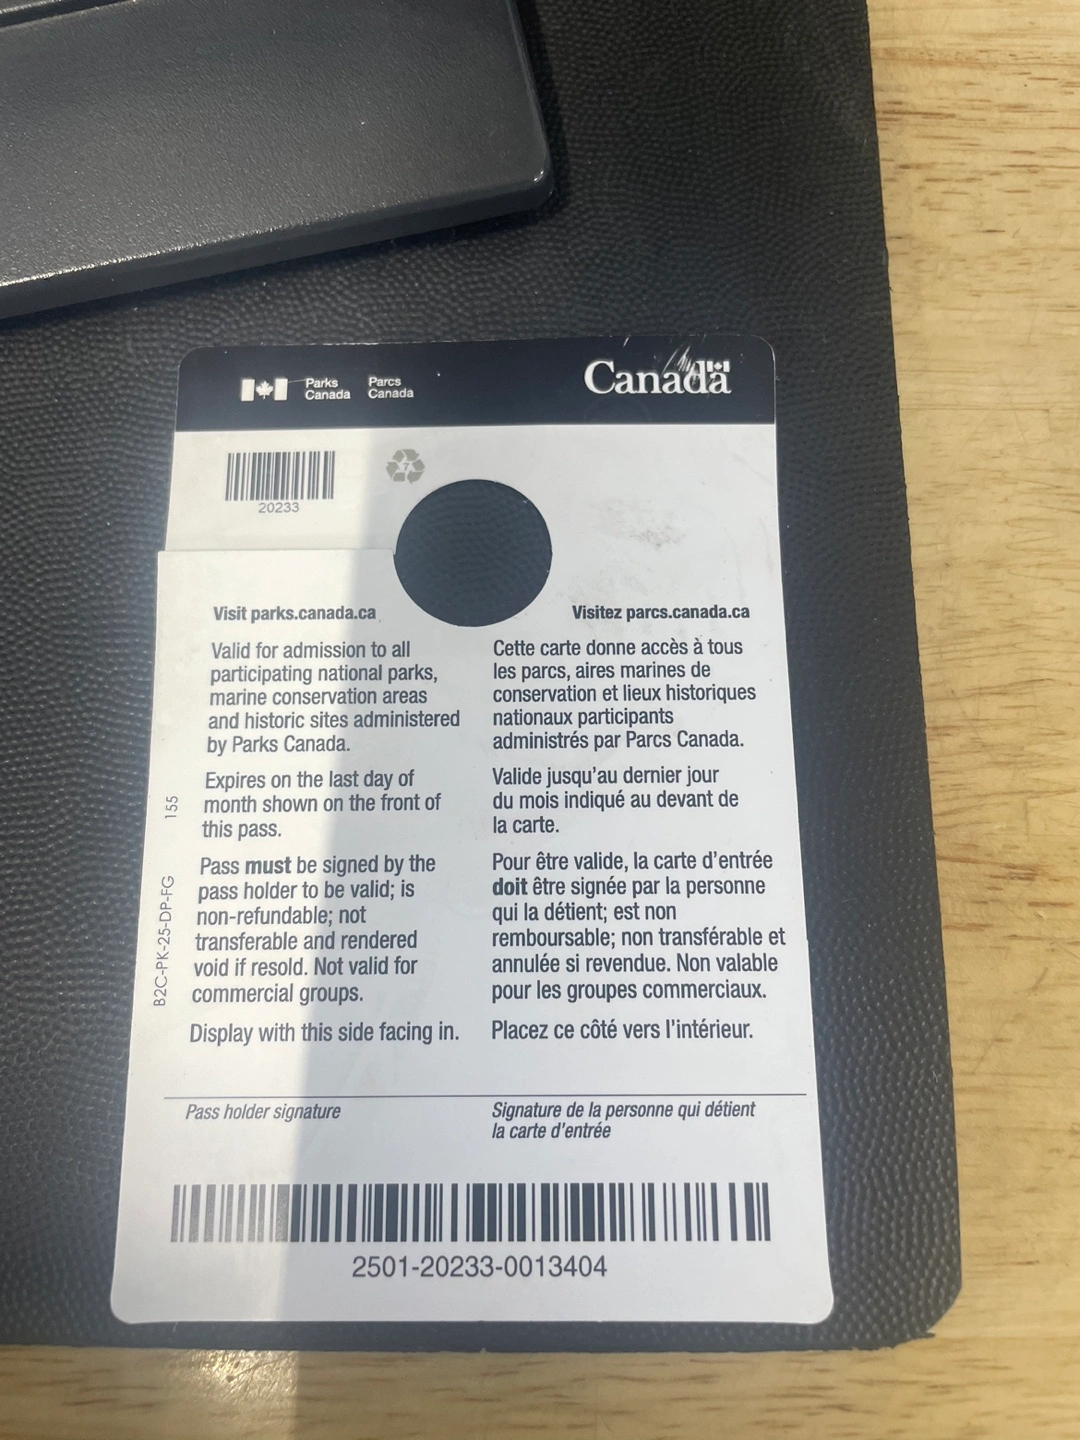 Parks Canada
Parcs Canada
Canada
20233
7
Visit parks.canada.ca
Valid for admission to all
participating national parks,
marine conservation areas
and historic sites administered
by Parks Canada.
Expires on the last day of
month shown on the front of
this pass.
Pass must be signed by the
pass holder to be valid; is
non-refundable; not
transferable and rendered
void if resold. Not valid for
commercial groups.
Display with this side facing in.
Visitez parcs.canada.ca
Cette carte donne accès à tous
les parcs, aires marines de
conservation et lieux historiques
nationaux participants
administrés par Parcs Canada.
Valide jusqu'au dernier jour
du mois indiqué au devant de
la carte.
Pour être valide, la carte d'entrée
doit être signée par la personne
qui la détient; est non
remboursable; non transférable et
annulée si revendue. Non valable
pour les groupes commerciaux.
Placez ce côté vers l'intérieur.
B2C-PK-25-DP-FG 155
Pass holder signature
Signature de la personne qui détient
la carte d'entrée
2501-20233-0013404